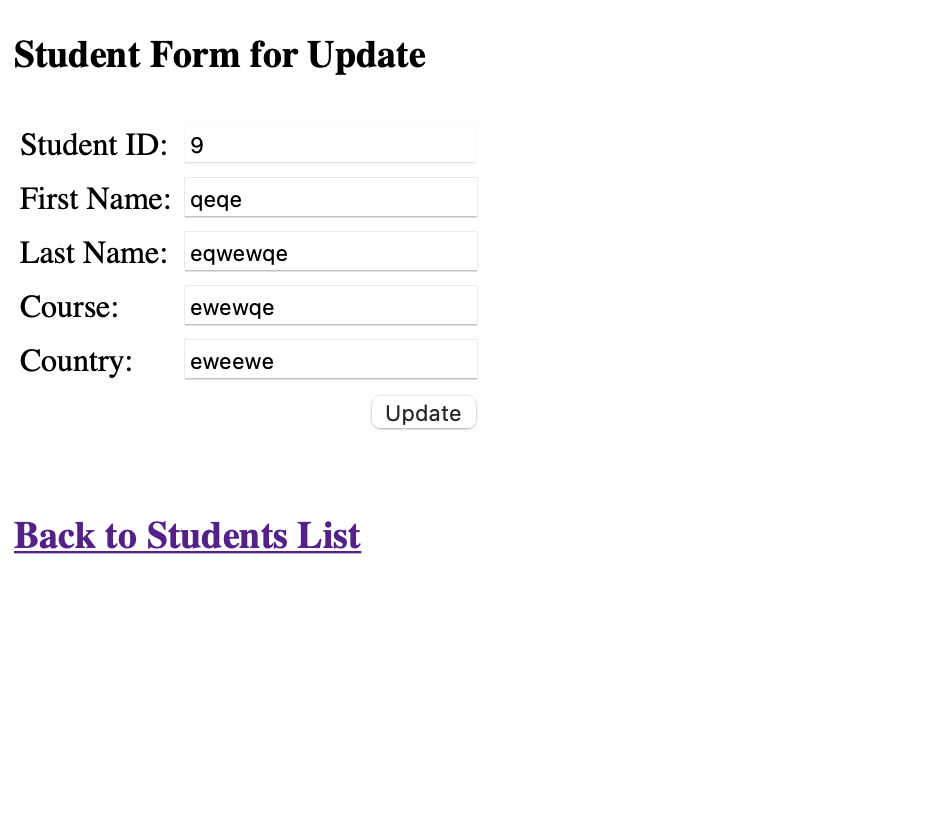 Student Form for Update
Student ID: 9
First Name: qeqe
Last Name: eqwewqe
Course: ewewqe
Country: eweewe
Update
Back to Students List